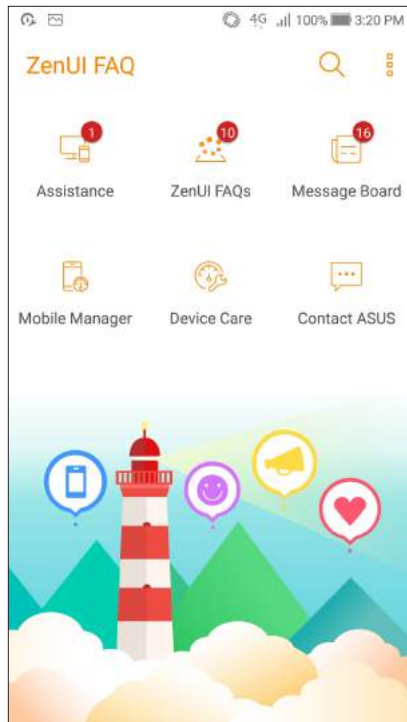 4G 100% 3:20 PM
ZenUI FAQ
1 10 16
Assistance ZenUI FAQs Message Board
Mobile Manager Device Care Contact ASUS